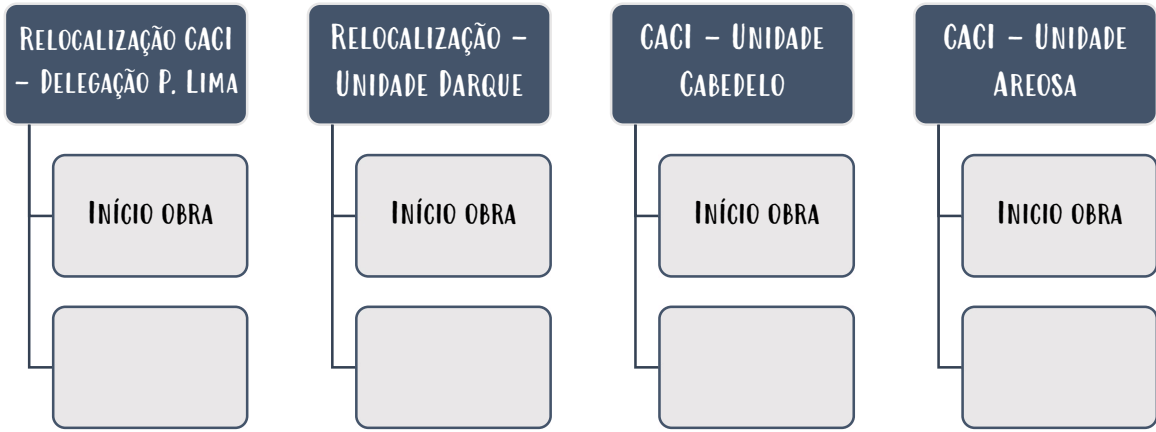 Relocalização CACI
– Delegação P. Lima
Início obra
Relocalização –
Unidade Darque
Início obra
CACI – Unidade
Cabedelo
Início obra
CACI – Unidade
Areosa
Inicio obra